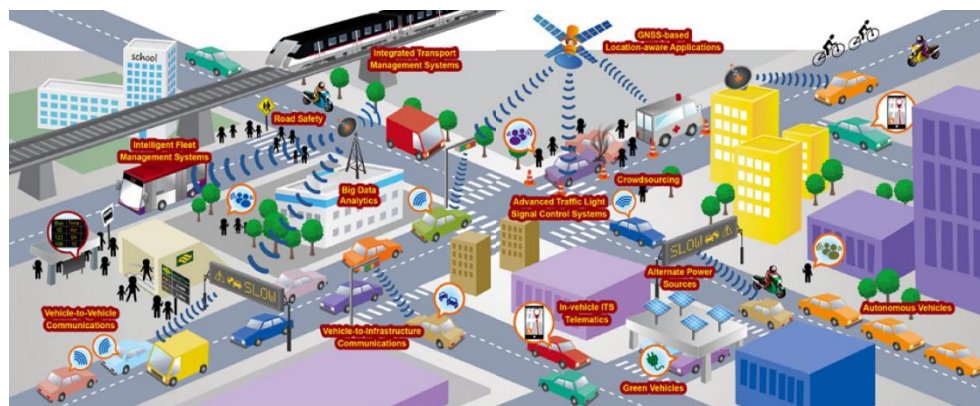 GNSS-based
Location-aware Applications
Integrated Transport
Management Systems
school
Road Safety
Intelligent Fleet
Management Systems
Big Data
Analytics
Crowdsourcing
Advanced Traffic Light
Signal Control Systems
SLOW
SLOW
Alternate Power
Sources
Vehicle-to-Vehicle
Communications
Vehicle-to-Infrastructure
Communications
In-vehicle ITS
Telematics
Autonomous Vehicles
Green Vehicles